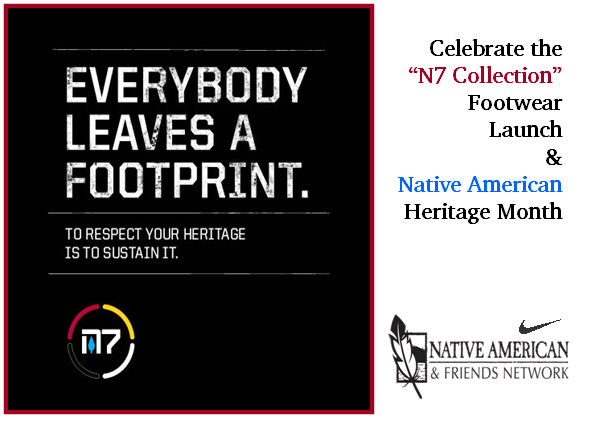 EVERYBODY
LEAVES A
FOOTPRINT.
TO RESPECT YOUR HERITAGE
IS TO SUSTAIN IT.
N7
Celebrate the
“N7 Collection”
Footwear
Launch
&
Native American
Heritage Month
NATIVE AMERICAN
& FRIENDS NETWORK